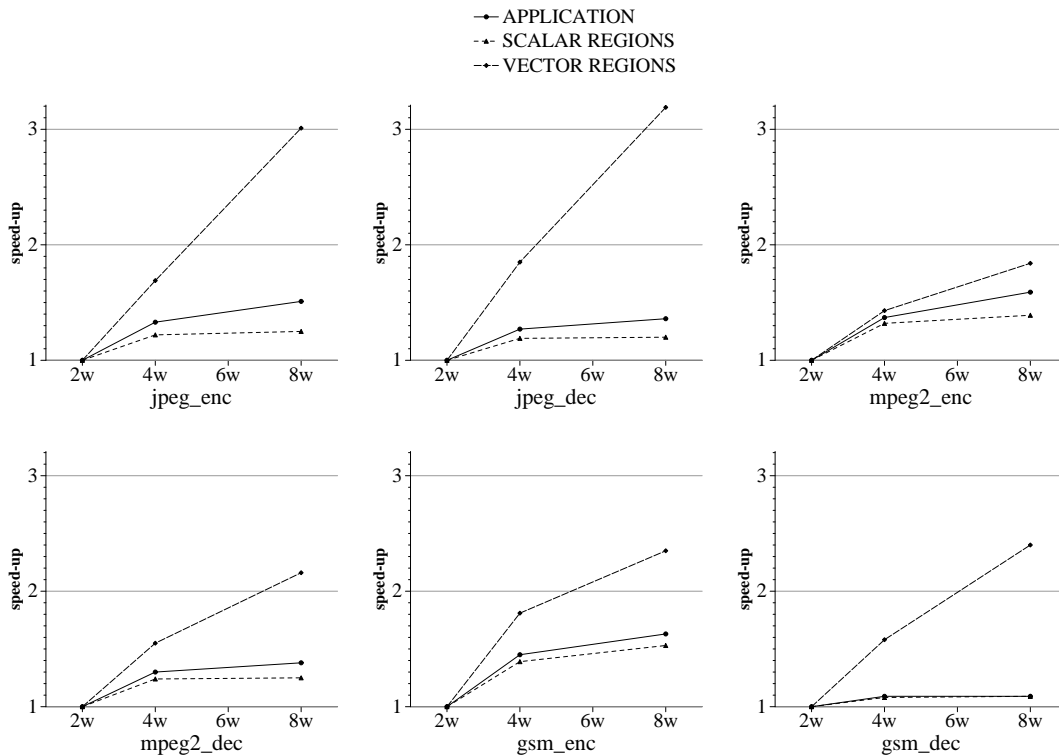 APPLICATION
SCALAR REGIONS
VECTOR REGIONS
3
2
1
speed-up
2w 4w 6w 8w
jpeg_enc
3
2
1
speed-up
2w 4w 6w 8w
jpeg_dec
3
2
1
speed-up
2w 4w 6w 8w
mpeg2_enc
3
2
1
speed-up
2w 4w 6w 8w
mpeg2_dec
3
2
1
speed-up
2w 4w 6w 8w
gsm_enc
3
2
1
speed-up
2w 4w 6w 8w
gsm_dec